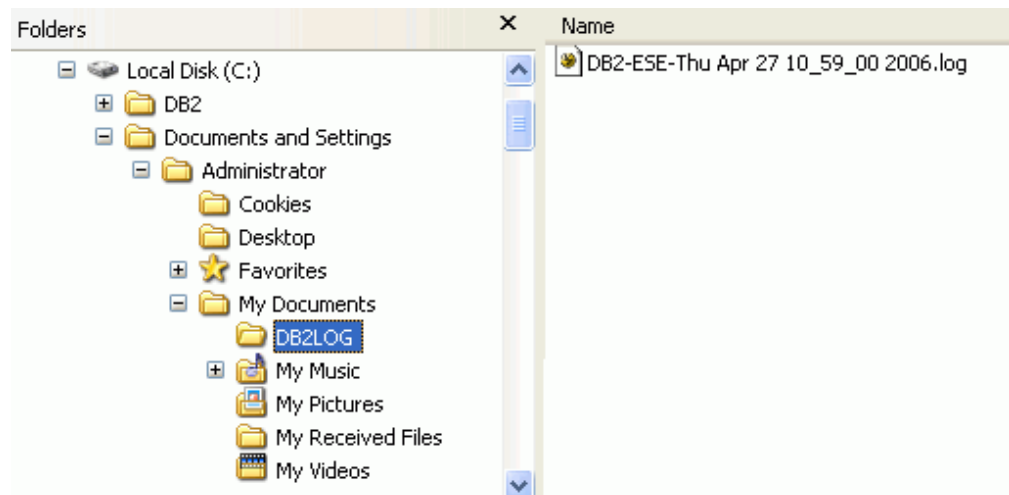 Folders
Local Disk (C:)
DB2
Documents and Settings
Administrator
Cookies
Desktop
Favorites
My Documents
DB2LOG
My Music
My Pictures
My Received Files
My Videos
Name
DB2-ESE-Thu Apr 27 10_59_00 2006.log